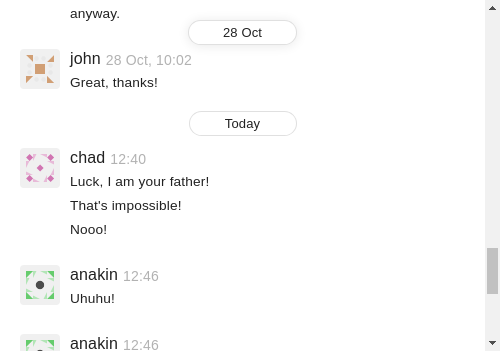 anyway.
28 Oct
john 28 Oct, 10:02
Great, thanks!
Today
chad 12:40
Luck, I am your father!
That's impossible!
Nooo!
anakin 12:46
Uhuhu!
anakin 12:46